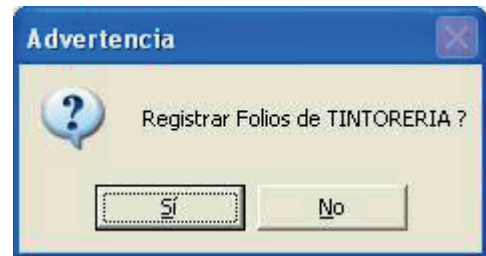 Advertencia
Registrar Folios de TINTORERIA ?
Sí
No